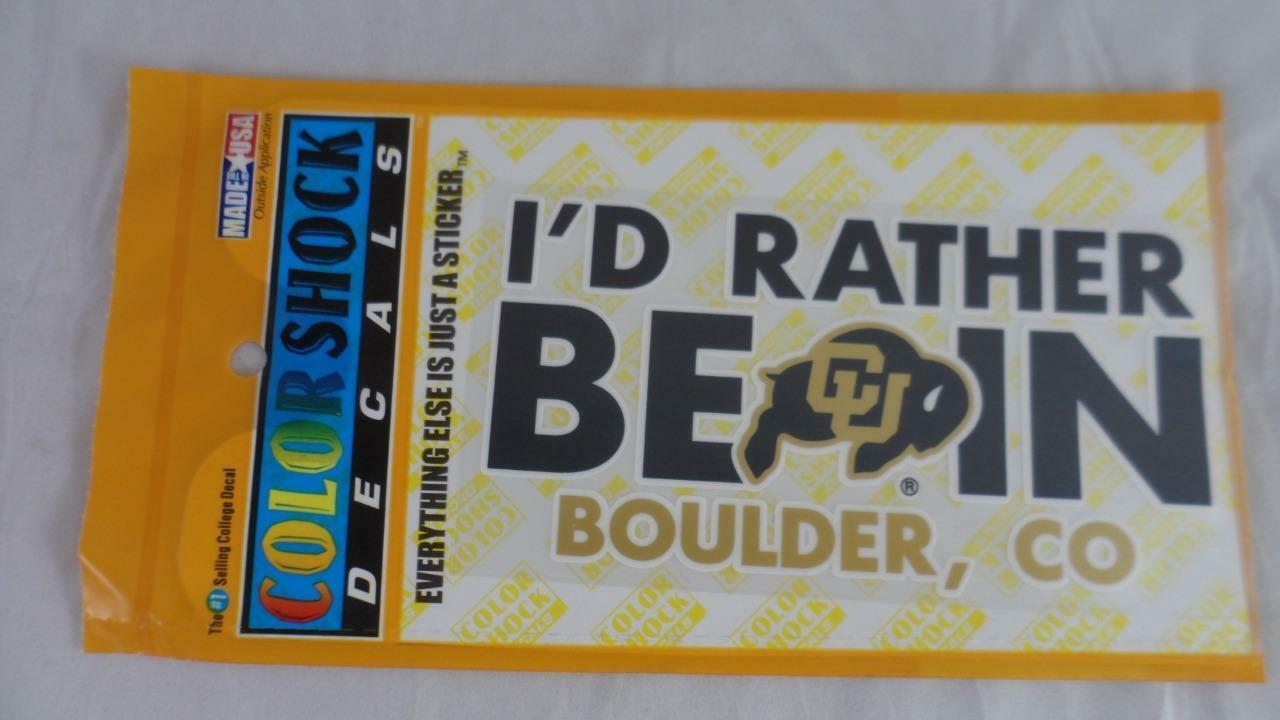 MADE IN USA
Outside Application
The #1 Selling College Decal
COLORSHOCK
DECALS
EVERYTHING ELSE IS JUST A STICKER™
I'D RATHER
BE CU IN
®
BOULDER, CO
COLOR SHOCK